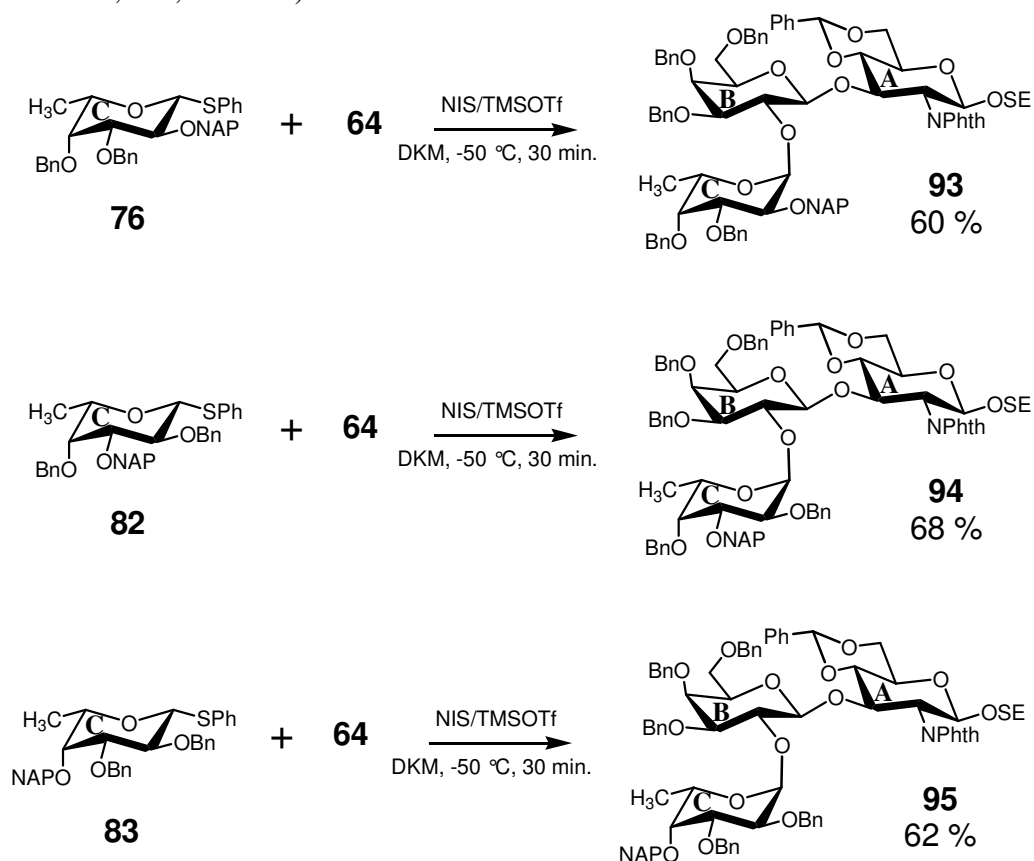 Ph
O
O
O
A
OSE
NPhth
OBn
BnO
O
B
BnO
O
O
H3C
C
O
SPh
ONAP
BnO
OBn
76
+
64
NIS/TMSOTf
DKM, -50 °C, 30 min.
H3C
C
O
ONAP
BnO
OBn
93
60 %
Ph
O
O
O
A
OSE
NPhth
OBn
BnO
O
B
BnO
O
O
H3C
C
O
SPh
OBn
BnO
ONAP
82
+
64
NIS/TMSOTf
DKM, -50 °C, 30 min.
H3C
C
O
OBn
BnO
ONAP
94
68 %
Ph
O
O
O
A
OSE
NPhth
OBn
BnO
O
B
BnO
O
O
H3C
C
O
SPh
OBn
NAPO
OBn
83
+
64
NIS/TMSOTf
DKM, -50 °C, 30 min.
H3C
C
O
OBn
NAPO
OBn
95
62 %